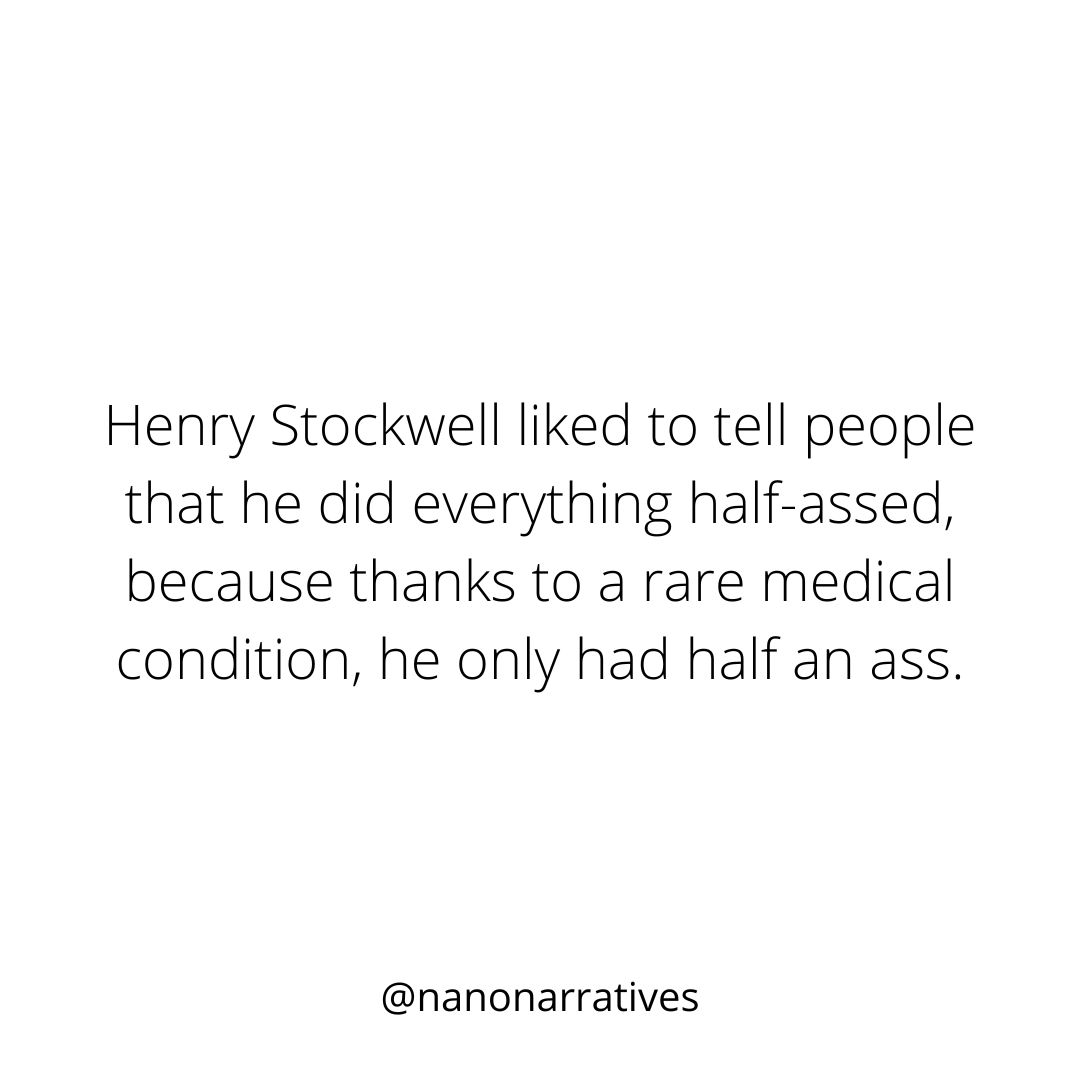 Henry Stockwell liked to tell people
that he did everything half-assed,
because thanks to a rare medical
condition, he only had half an ass.
@nanonarratives